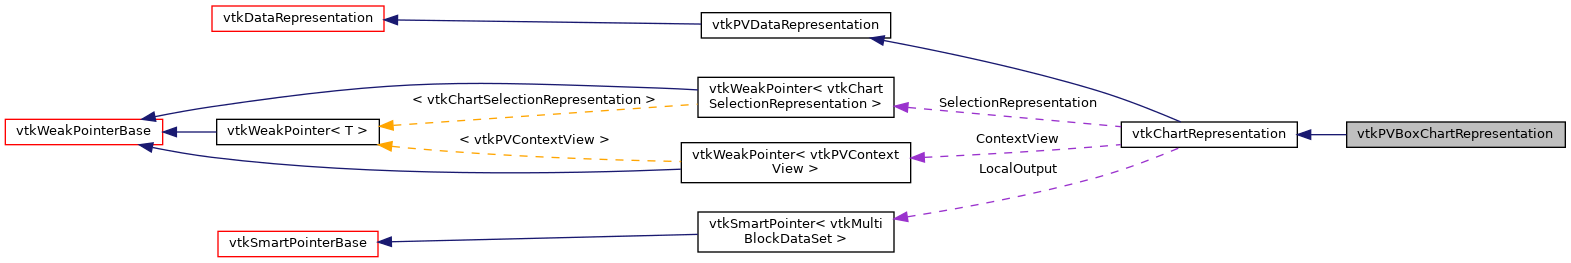 vtkDataRepresentation
vtkPVDataRepresentation
vtkWeakPointer< vtkChart
SelectionRepresentation >
< vtkChartSelectionRepresentation >
SelectionRepresentation
vtkWeakPointerBase
vtkWeakPointer< T >
vtkChartRepresentation
vtkPVBoxChartRepresentation
< vtkPVContextView >
ContextView
vtkWeakPointer< vtkPVContext
View >
LocalOutput
vtkSmartPointer< vtkMulti
BlockDataSet >
vtkSmartPointerBase